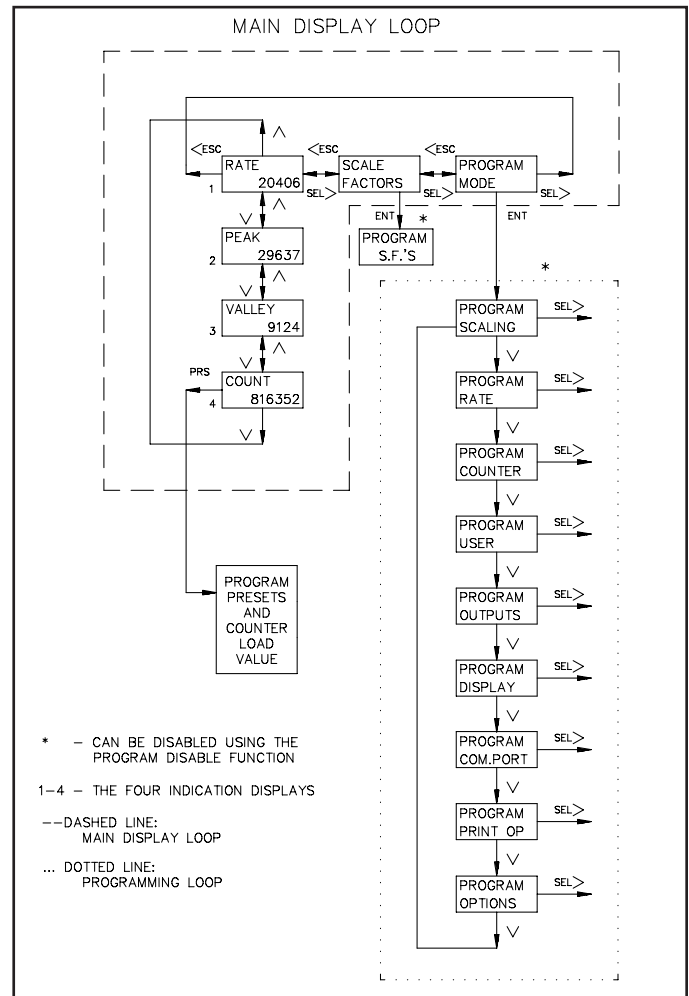 MAIN DISPLAY LOOP
∧
<ESC
<ESC
<ESC
RATE
20406
SCALE
FACTORS
PROGRAM
MODE
1
SEL>
SEL>
SEL>
∨
∧
ENT
*
ENT
PEAK
29637
2
PROGRAM
S.F.'S
∨
∧
*
VALLEY
9124
3
∨
∧
PRS
COUNT
816352
4
∨
PROGRAM
PRESETS
AND
COUNTER
LOAD
VALUE
PROGRAM
SCALING
SEL>
∨
PROGRAM
RATE
SEL>
∨
PROGRAM
COUNTER
SEL>
∨
PROGRAM
USER
SEL>
∨
PROGRAM
OUTPUTS
SEL>
∨
PROGRAM
DISPLAY
SEL>
∨
PROGRAM
COM.PORT
SEL>
∨
PROGRAM
PRINT OP
SEL>
∨
PROGRAM
OPTIONS
SEL>
∨
* – CAN BE DISABLED USING THE
PROGRAM DISABLE FUNCTION
1–4 – THE FOUR INDICATION DISPLAYS
--DASHED LINE:
MAIN DISPLAY LOOP
... DOTTED LINE:
PROGRAMMING LOOP